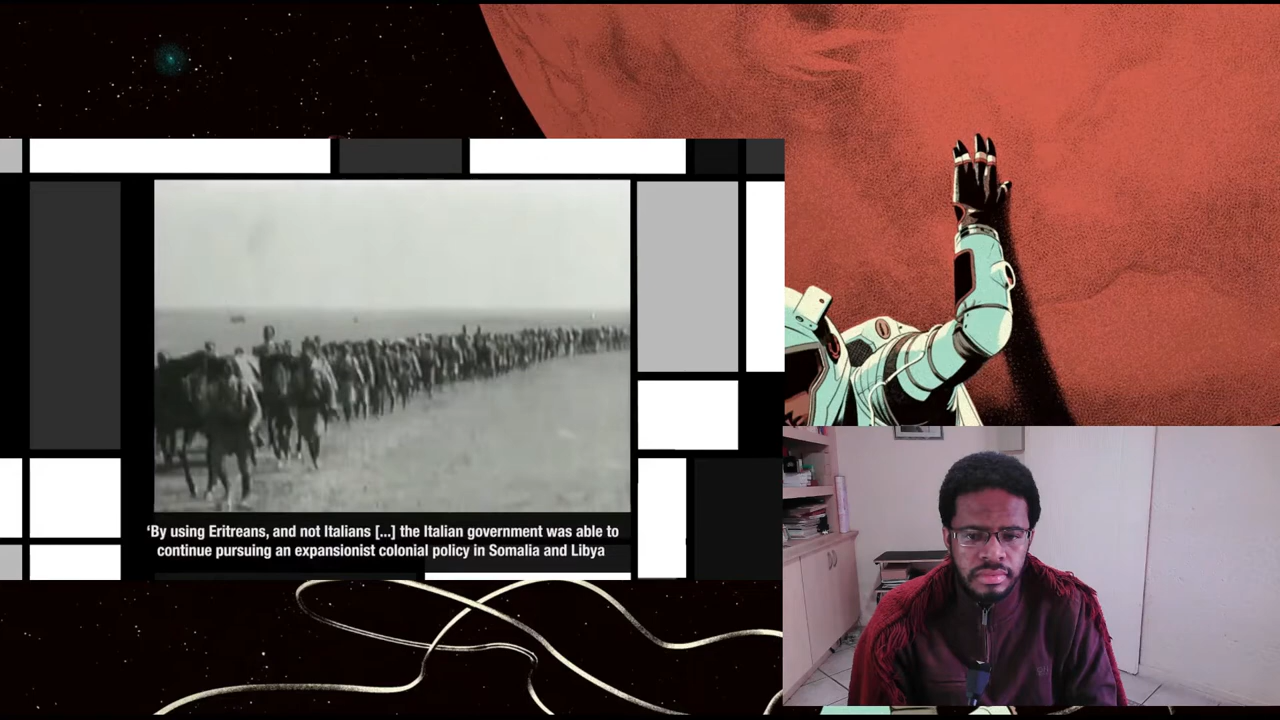 ‘By using Eritreans, and not Italians [...] the Italian government was able to
continue pursuing an expansionist colonial policy in Somalia and Libya